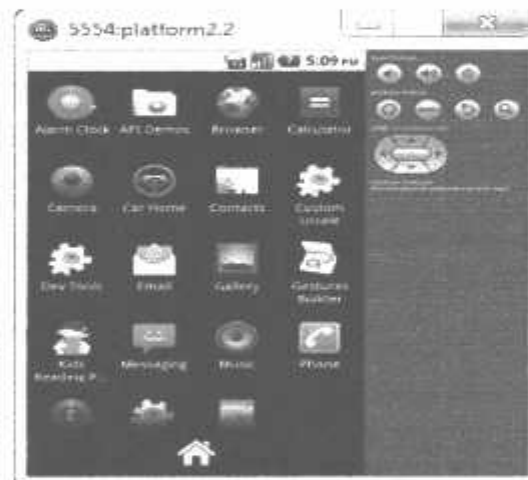 5554:platform2.2
5:09 PM
Alarm Clock API Demos Browser Calculator
Camera Car Home Contacts Custom Locale
Dev Tools Email Gallery Gestures Builder
Kids Reading P... Messaging Music Phone